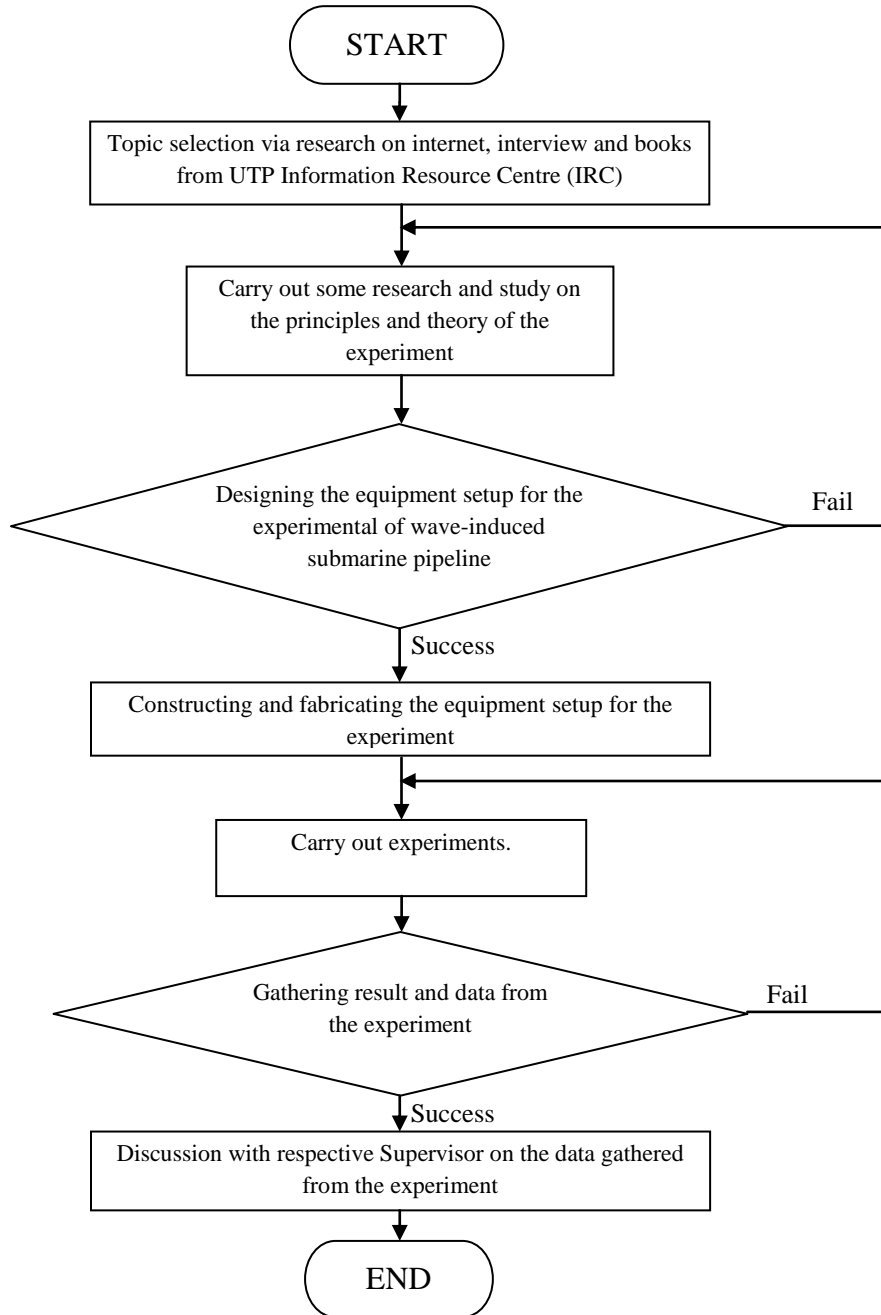 START
Topic selection via research on internet, interview and books
from UTP Information Resource Centre (IRC)
Carry out some research and study on
the principles and theory of the
experiment
Designing the equipment setup for the
experimental of wave-induced
submarine pipeline
Fail
Success
Constructing and fabricating the equipment setup for the
experiment
Carry out experiments.
Gathering result and data from
the experiment
Fail
Success
Discussion with respective Supervisor on the data gathered
from the experiment
END